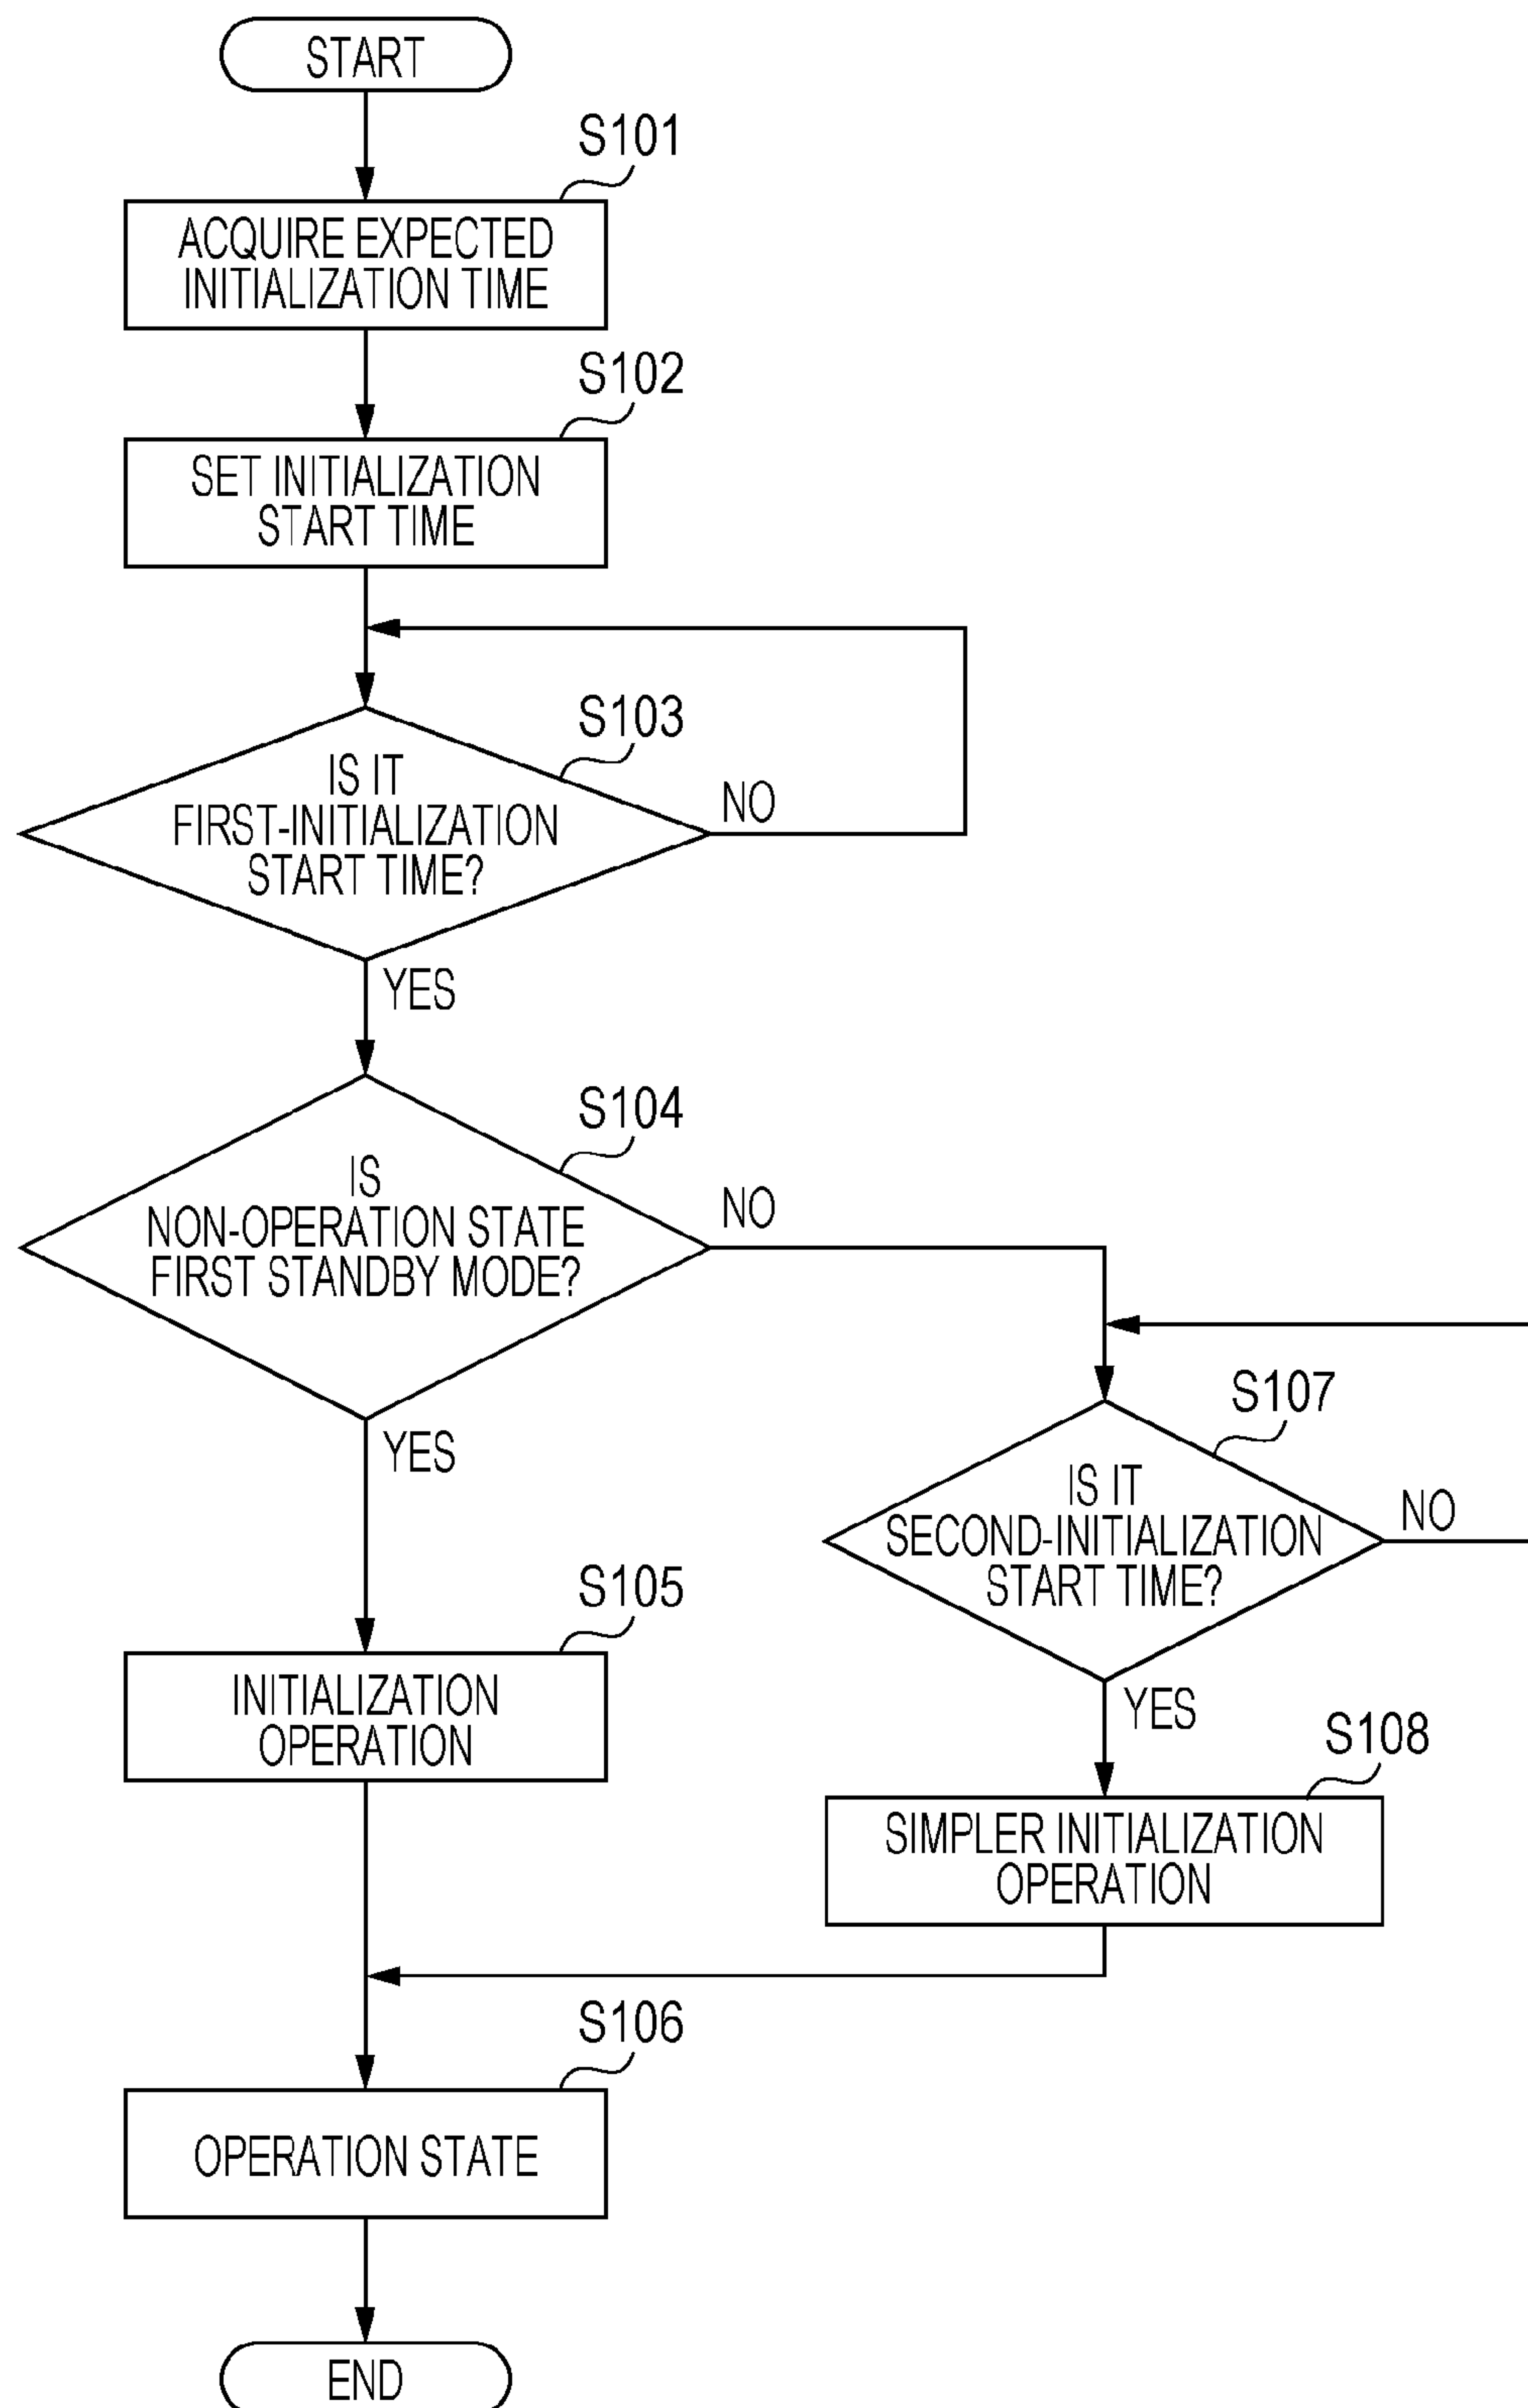 START
S101
ACQUIRE EXPECTED
INITIALIZATION TIME
S102
SET INITIALIZATION
START TIME
S103
IS IT
FIRST-INITIALIZATION
START TIME?
NO
YES
S104
IS
NON-OPERATION STATE
FIRST STANDBY MODE?
NO
YES
S107
IS IT
SECOND-INITIALIZATION
START TIME?
NO
YES
S105
INITIALIZATION
OPERATION
S108
SIMPLER INITIALIZATION
OPERATION
S106
OPERATION STATE
END